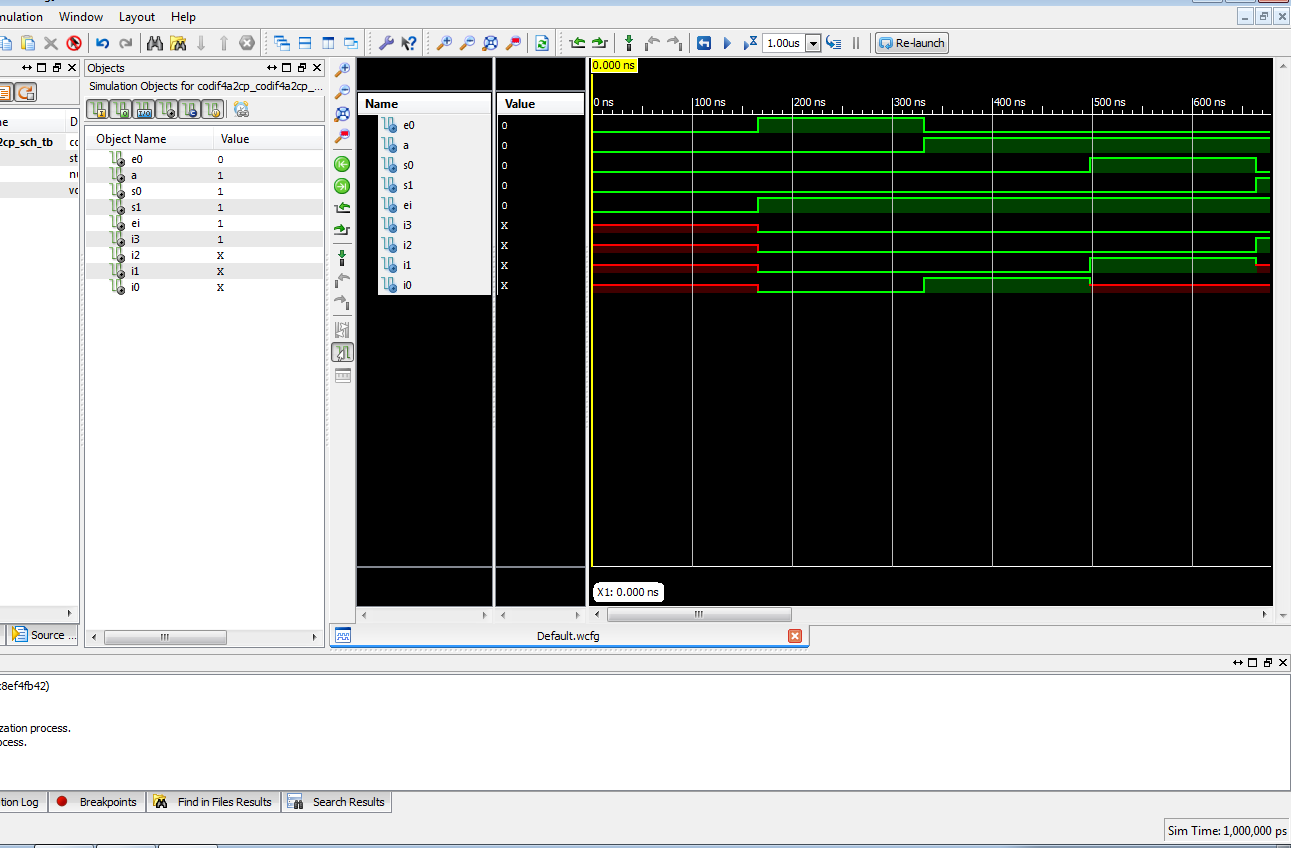 mulation Window Layout Help
1.00us Re-launch
Objects
Simulation Objects for codif4a2cp_codif4a2cp_...
Object Name Value
e0 0
a 1
s0 1
s1 1
ei 1
i3 1
i2 X
i1 X
i0 X
ne D
2cp_sch_tb cc
st
nu
vc
Source ...
Name Value
e0 0
a 0
s0 0
s1 0
ei 0
i3 X
i2 X
i1 X
i0 X
0.000 ns
0 ns 100 ns 200 ns 300 ns 400 ns 500 ns 600 ns
X1: 0.000 ns
Default.wcfg
:8ef4fb42)
zation process.
ocess.
tion Log Breakpoints Find in Files Results Search Results
Sim Time: 1,000,000 ps